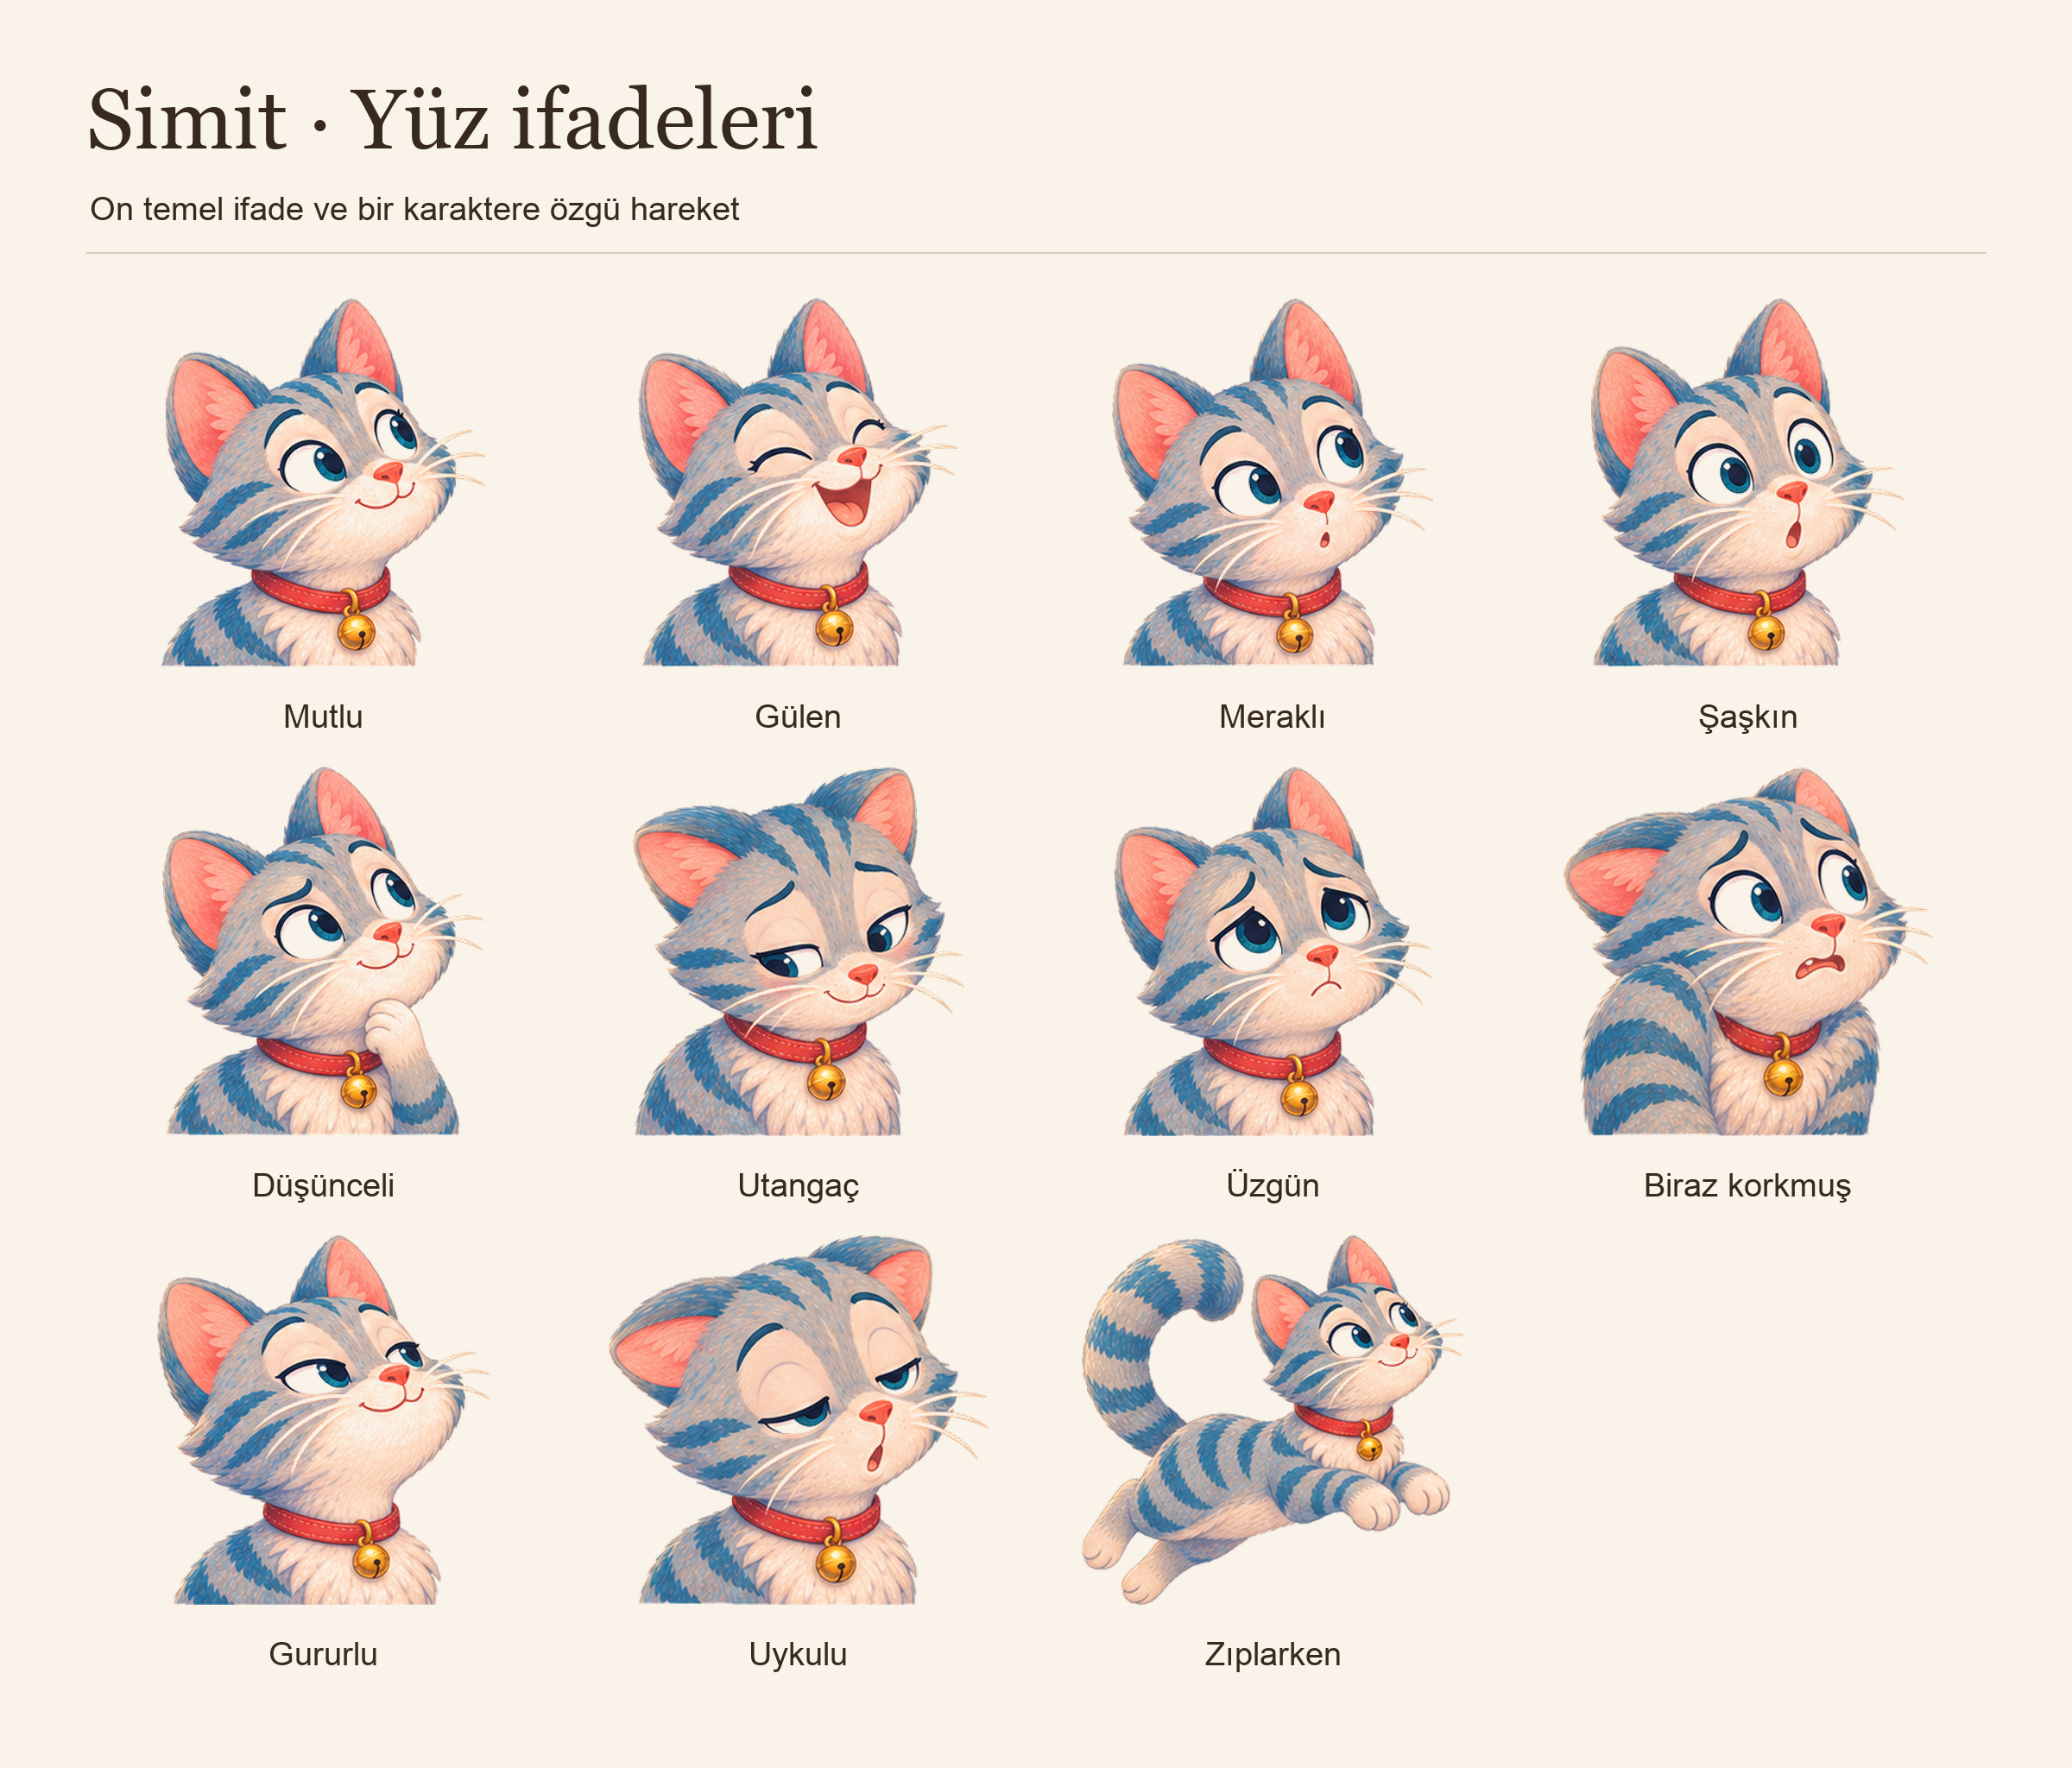 Simit · Yüz ifadeleri
On temel ifade ve bir karaktere özgü hareket
Mutlu
Gülen
Meraklı
Şaşkın
Düşünceli
Utangaç
Üzgün
Biraz korkmuş
Gururlu
Uykulu
Zıplarken